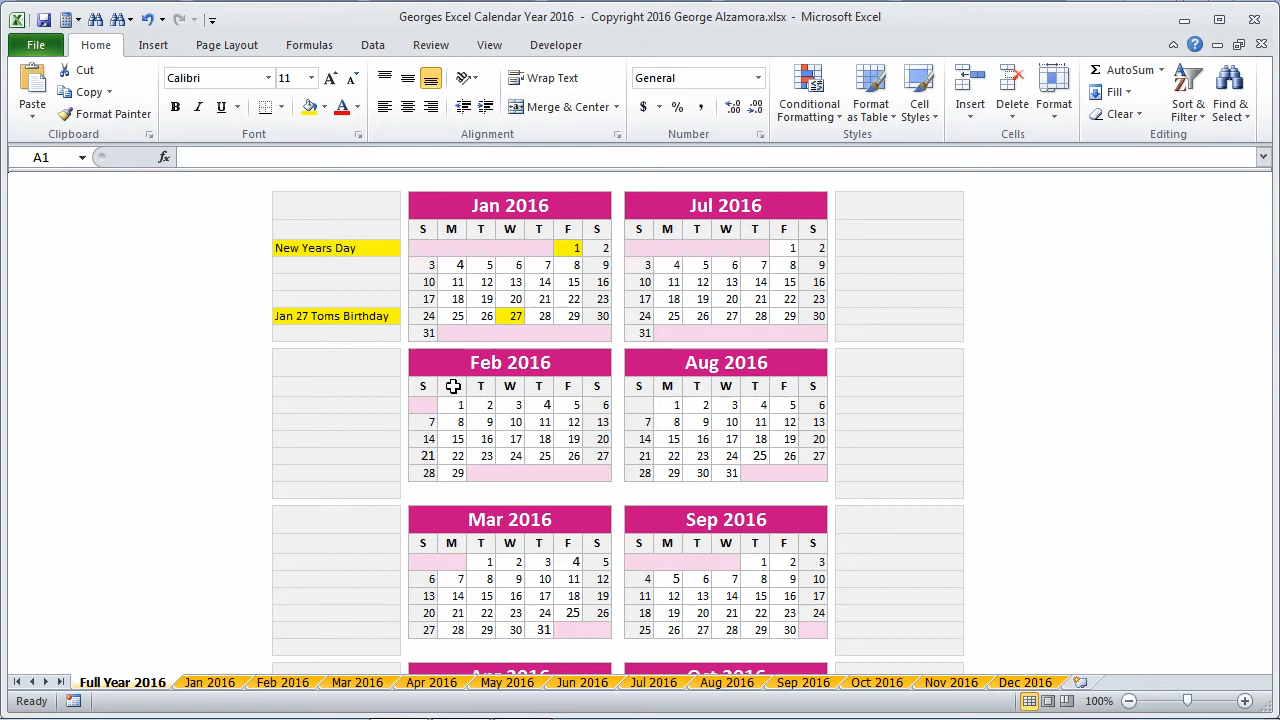 Georges Excel Calendar Year 2016 - Copyright 2016 George Alzamora.xlsx - Microsoft Excel
File Home Insert Page Layout Formulas Data Review View Developer
Paste Cut Copy Format Painter Clipboard
Calibri 11 B I U A Font
Wrap Text Merge & Center Alignment
General $ % , Number
Conditional Formatting Format as Table Cell Styles Styles
Insert Delete Format Cells
AutoSum Fill Clear Sort & Filter Find & Select Editing
A1 fx
Jan 2016
S M T W T F S
New Years Day 1 2
3 4 5 6 7 8 9
10 11 12 13 14 15 16
17 18 19 20 21 22 23
Jan 27 Toms Birthday 24 25 26 27 28 29 30
31
Jul 2016
S M T W T F S
1 2
3 4 5 6 7 8 9
10 11 12 13 14 15 16
17 18 19 20 21 22 23
24 25 26 27 28 29 30
31
Feb 2016
S T W T F S
1 2 3 4 5 6
7 8 9 10 11 12 13
14 15 16 17 18 19 20
21 22 23 24 25 26 27
28 29
Aug 2016
S M T W T F S
1 2 3 4 5 6
7 8 9 10 11 12 13
14 15 16 17 18 19 20
21 22 23 24 25 26 27
28 29 30 31
Mar 2016
S M T W T F S
1 2 3 4 5
6 7 8 9 10 11 12
13 14 15 16 17 18 19
20 21 22 23 24 25 26
27 28 29 30 31
Sep 2016
S M T W T F S
1 2 3
4 5 6 7 8 9 10
11 12 13 14 15 16 17
18 19 20 21 22 23 24
25 26 27 28 29 30
Apr 2016 Oct 2016
Full Year 2016 Jan 2016 Feb 2016 Mar 2016 Apr 2016 May 2016 Jun 2016 Jul 2016 Aug 2016 Sep 2016 Oct 2016 Nov 2016 Dec 2016
Ready 100%